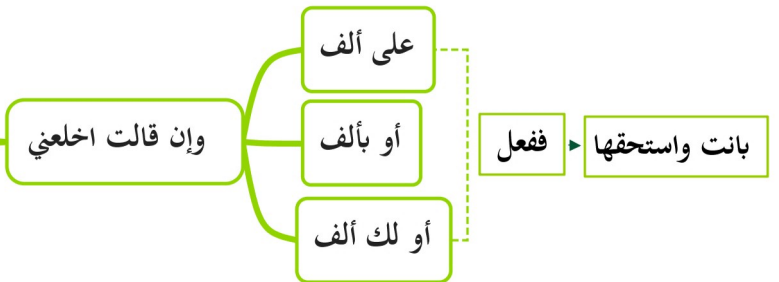 وإن قالت اخلعني
على ألف
أو بألف
أو لك ألف
ففعل
بانت واستحقها